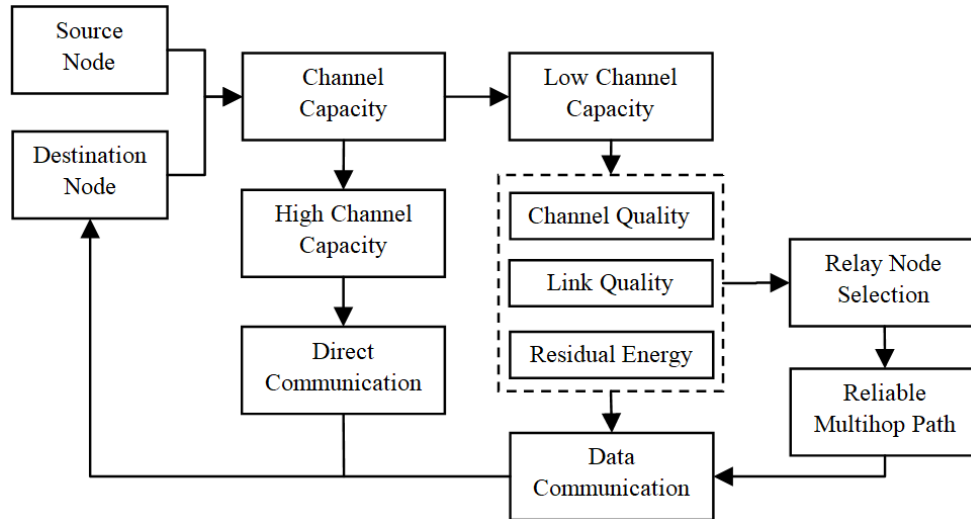 Source
Node
Destination
Node
Channel
Capacity
Low Channel
Capacity
High Channel
Capacity
Direct
Communication
Channel Quality
Link Quality
Residual Energy
Relay Node
Selection
Reliable
Multihop Path
Data
Communication